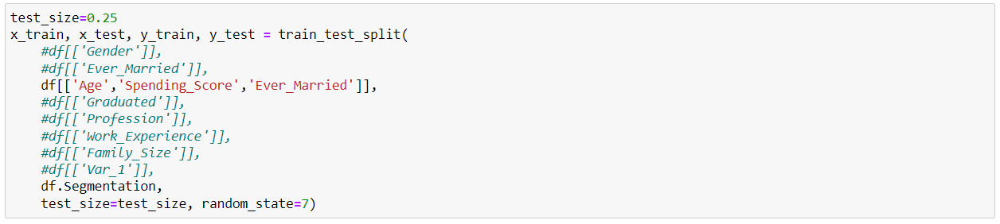 test_size=0.25
x_train, x_test, y_train, y_test = train_test_split(
    #df[['Gender']],
    #df[['Ever_Married']],
    df[['Age','Spending_Score','Ever_Married']],
    #df[['Graduated']],
    #df[['Profession']],
    #df[['Work_Experience']],
    #df[['Family_Size']],
    #df[['Var_1']],
    df.Segmentation,
    test_size=test_size, random_state=7)